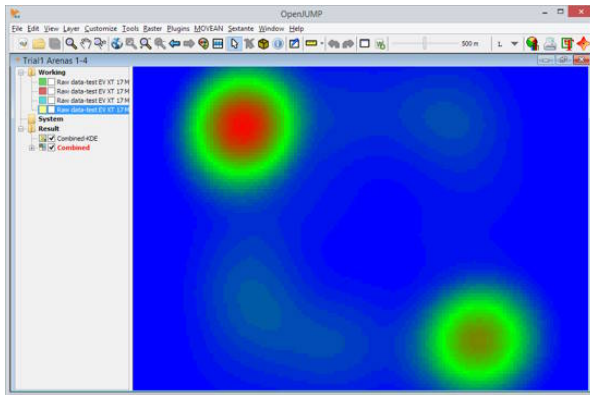 OpenJUMP
File Edit View Layer Customize Tools Raster Plugins MOVEAN Sextante Window Help
500 m L
Trial1 Arenas 1-4
Working
Raw data-test EV XT 17 M
Raw data-test EV XT 17 M
Raw data-test EV XT 17 M
Raw data-test EV XT 17 M
System
Result
Combined-KDE
Combined